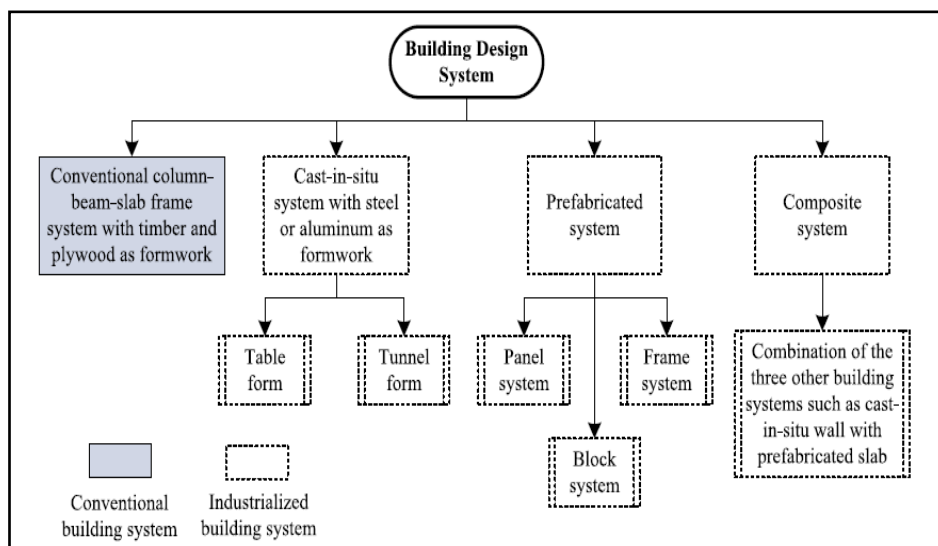 Building Design
System
Conventional column-
beam-slab frame
system with timber and
plywood as formwork
Cast-in-situ
system with steel
or aluminum as
formwork
Prefabricated
system
Composite
system
Table
form
Tunnel
form
Panel
system
Frame
system
Block
system
Combination of the
three other building
systems such as cast-
in-situ wall with
prefabricated slab
Conventional
building system
Industrialized
building system